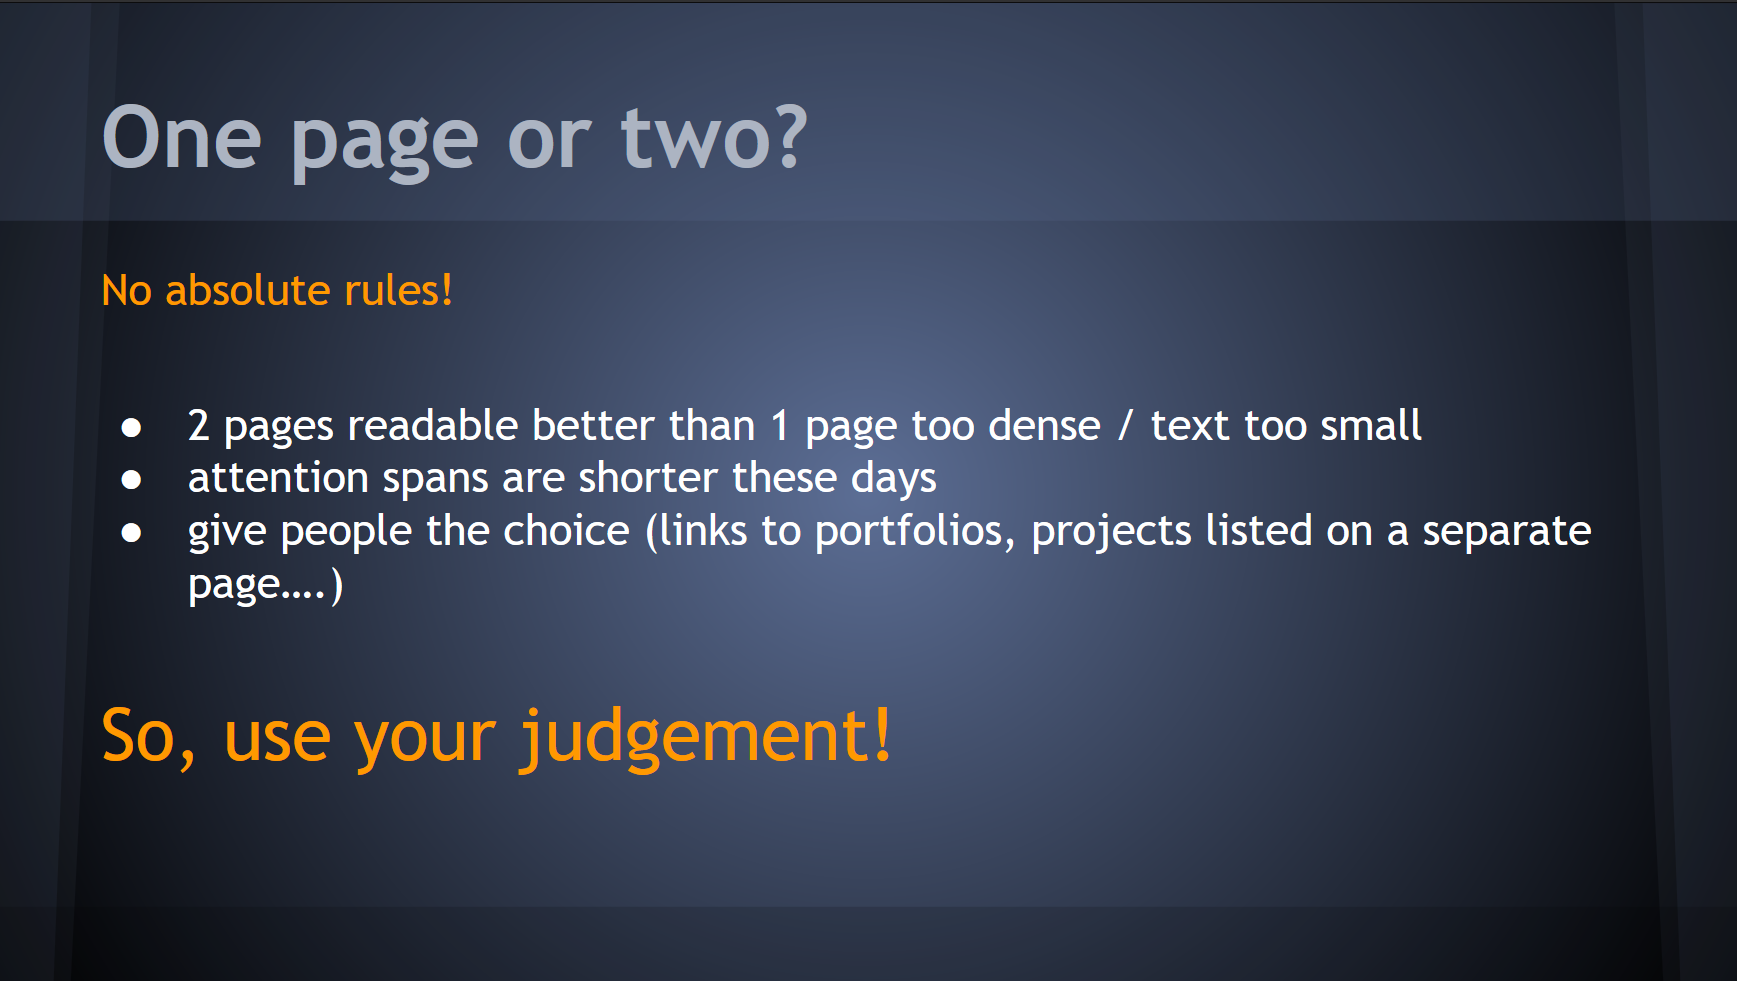 One page or two?
No absolute rules!
● 2 pages readable better than 1 page too dense / text too small
● attention spans are shorter these days
● give people the choice (links to portfolios, projects listed on a separate
page....)
So, use your judgement!